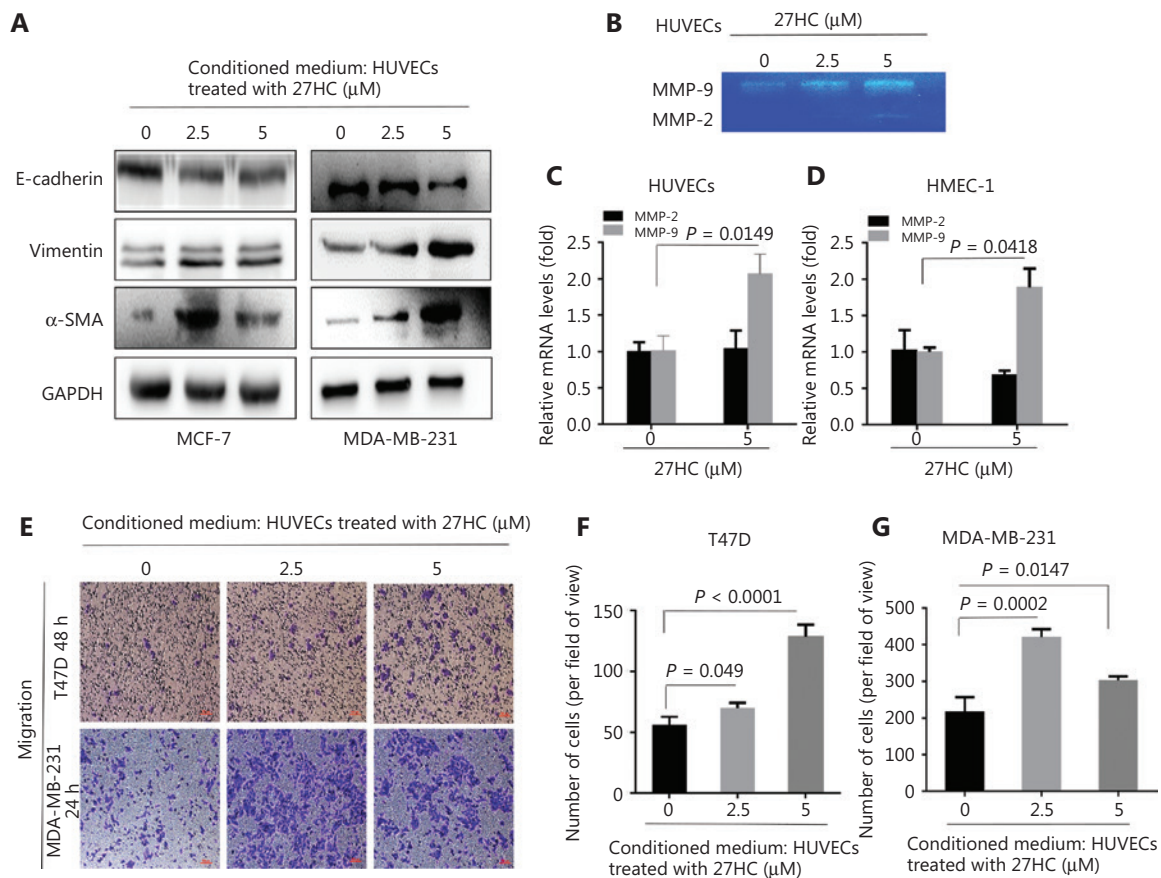 A
Conditioned medium: HUVECs
treated with 27HC (μM)
0 2.5 5 0 2.5 5
E-cadherin
Vimentin
α-SMA
GAPDH
MCF-7 MDA-MB-231
B
HUVECs
27HC (μM)
0 2.5 5
MMP-9
MMP-2
C
HUVECs
MMP-2
MMP-9
P = 0.0149
Relative mRNA levels (fold)
2.5
2.0
1.5
1.0
0.5
0.0
0 5
27HC (μM)
D
HMEC-1
MMP-2
MMP-9
P = 0.0418
Relative mRNA levels (fold)
2.5
2.0
1.5
1.0
0.5
0.0
0 5
27HC (μM)
E
Conditioned medium: HUVECs treated with 27HC (μM)
0 2.5 5
Migration
T47D 48 h
MDA-MB-231
24 h
F
T47D
P < 0.0001
P = 0.049
Number of cells (per field of view)
150
100
50
0
0 2.5 5
Conditioned medium: HUVECs
treated with 27HC (μM)
G
MDA-MB-231
P = 0.0147
P = 0.0002
Number of cells (per field of view)
500
400
300
200
100
0
0 2.5 5
Conditioned medium: HUVECs
treated with 27HC (μM)